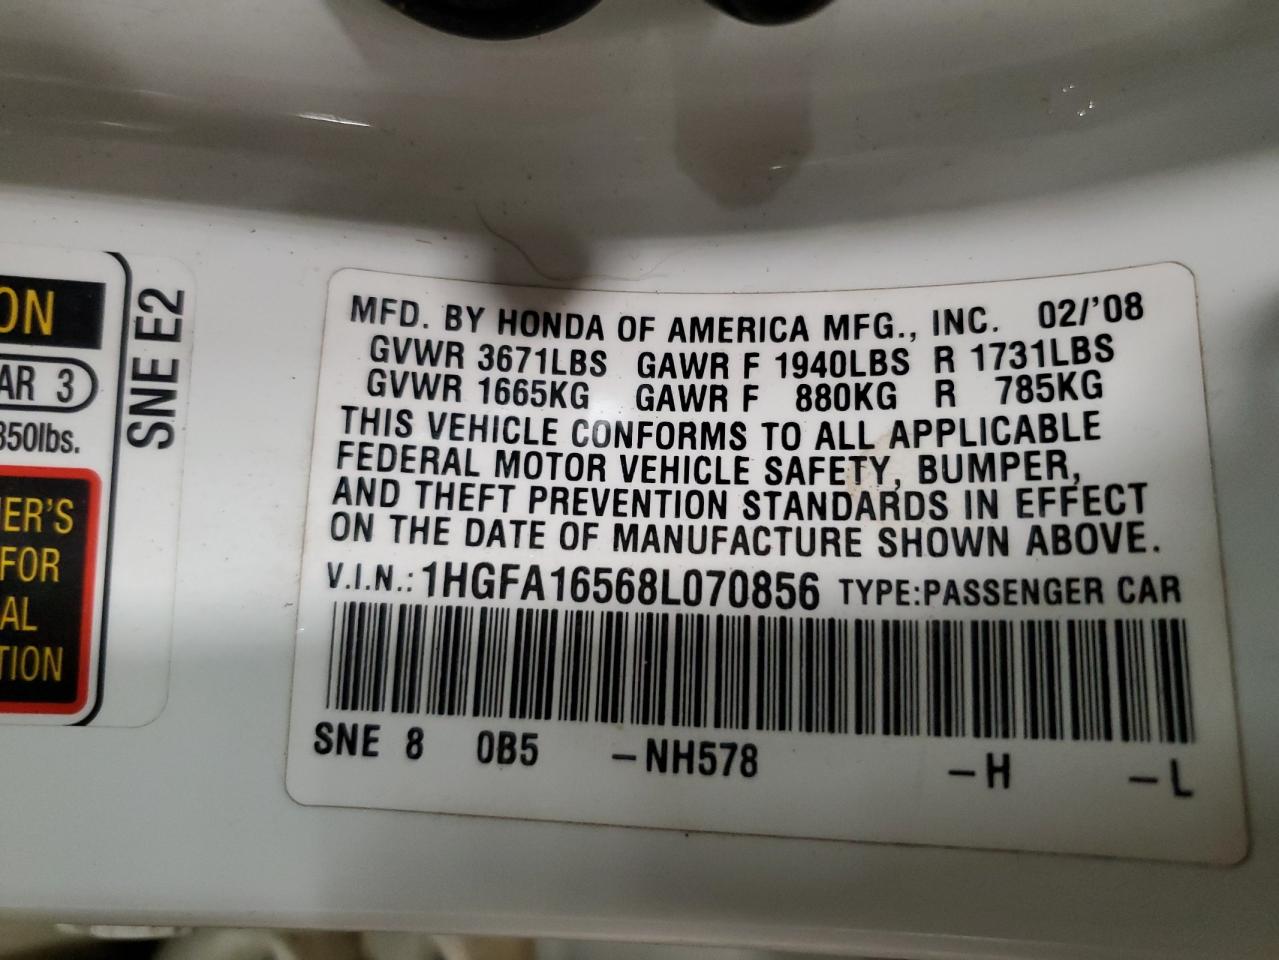 MFD. BY HONDA OF AMERICA MFG., INC. 02/'08
GVWR 3671LBS GAWR F 1940LBS R 1731LBS
GVWR 1665KG GAWR F 880KG R 785KG
THIS VEHICLE CONFORMS TO ALL APPLICABLE
FEDERAL MOTOR VEHICLE SAFETY, BUMPER,
AND THEFT PREVENTION STANDARDS IN EFFECT
ON THE DATE OF MANUFACTURE SHOWN ABOVE.
V.I.N.: 1HGFA16568L070856 TYPE:PASSENGER CAR
SNE 8 0B5 –NH578 –H –L
SNE E2
ON
AR 3
350lbs.
ER'S
FOR
AL
TION